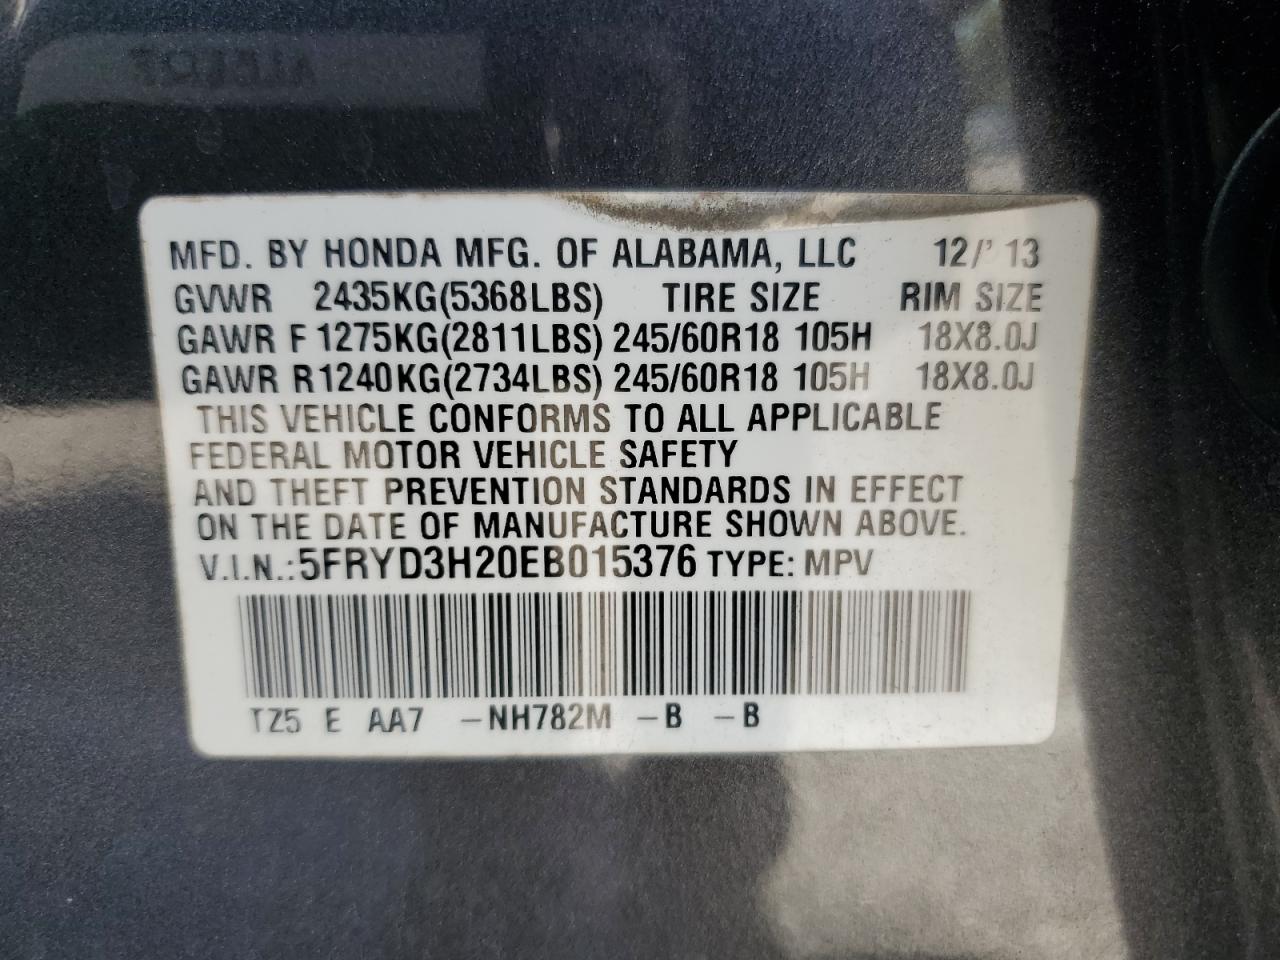 MFD. BY HONDA MFG. OF ALABAMA, LLC 12/'13
GVWR 2435KG(5368LBS) TIRE SIZE RIM SIZE
GAWR F 1275KG(2811LBS) 245/60R18 105H 18X8.0J
GAWR R1240KG(2734LBS) 245/60R18 105H 18X8.0J
THIS VEHICLE CONFORMS TO ALL APPLICABLE
FEDERAL MOTOR VEHICLE SAFETY
AND THEFT PREVENTION STANDARDS IN EFFECT
ON THE DATE OF MANUFACTURE SHOWN ABOVE.
V.I.N.:5FRYD3H20EB015376 TYPE: MPV
TZ5 E AA7 -NH782M -B -B